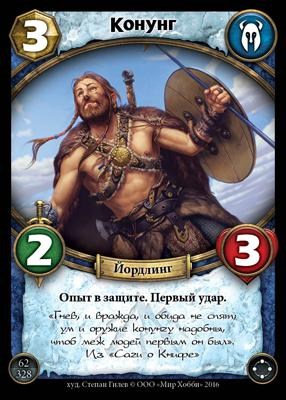 3
Конунг
2
3
Йордлинг
Опыт в защите. Первый удар.
«Гнев, и вражда, и обида не спят;
ум и оружие конунгу надобны,
чтоб меж людей первым он был».
Из «Саги о Книфе»
62
328
худ. Степан Гилев © ООО «Мир Хобби» 2016